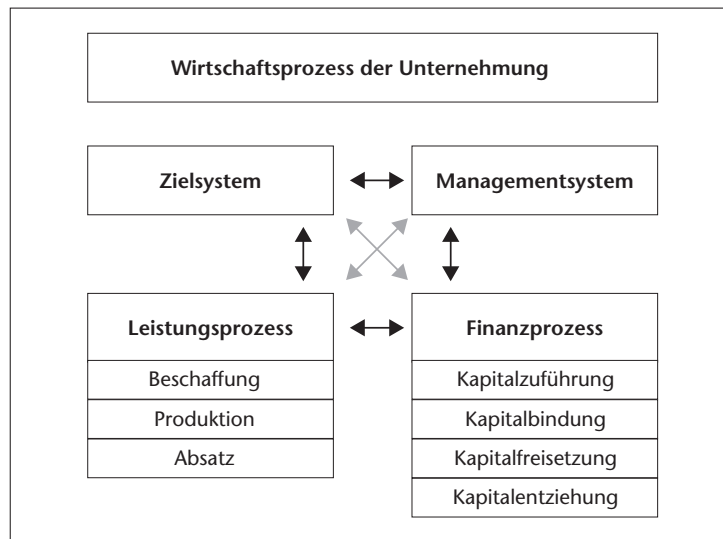 Wirtschaftsprozess der Unternehmung
Zielsystem
Managementsystem
Leistungsprozess
Beschaffung
Produktion
Absatz
Finanzprozess
Kapitalzuführung
Kapitalbindung
Kapitalfreisetzung
Kapitalentziehung